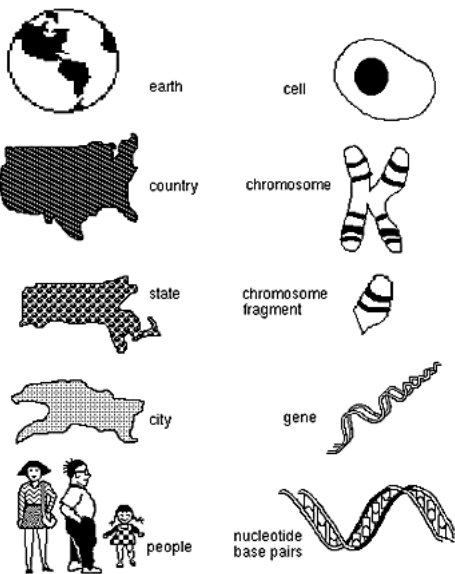 earth
cell
country
chromosome
state
chromosome
fragment
city
gene
people
nucleotide
base pairs